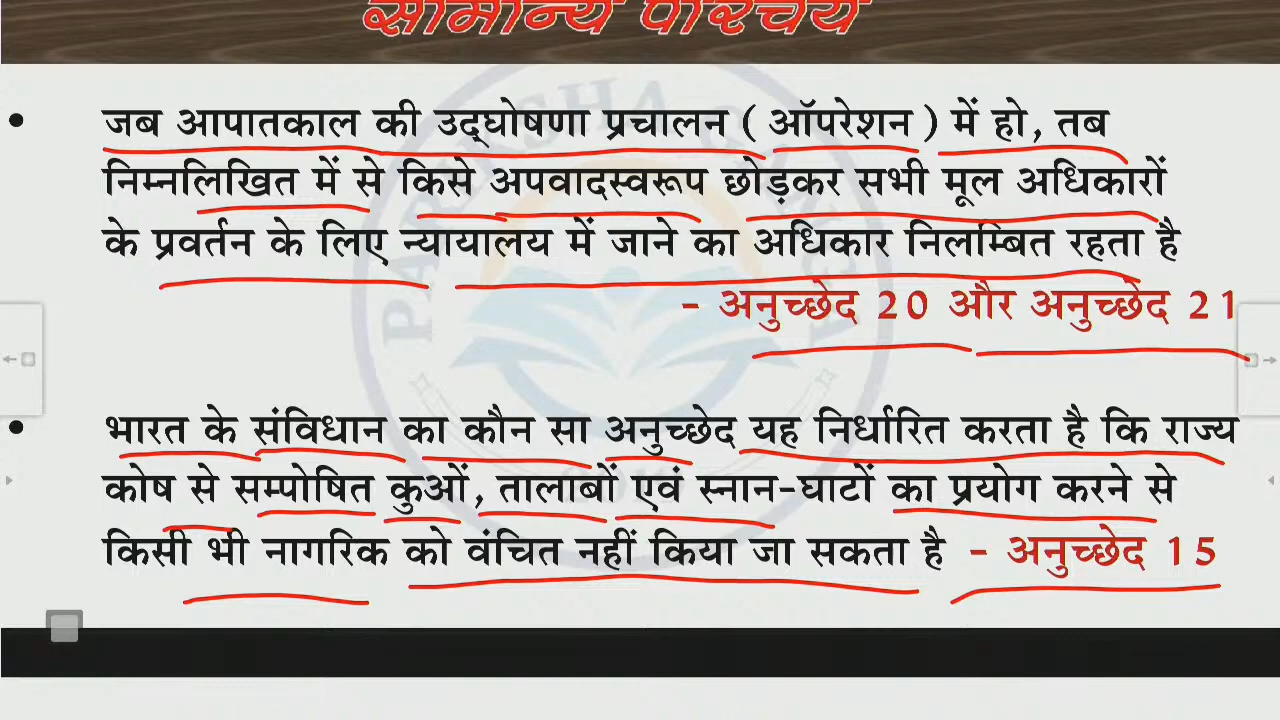 सामान्य परिचय
जब आपातकाल की उद्घोषणा प्रचालन ( ऑपरेशन ) में हो, तब
निम्नलिखित में से किसे अपवादस्वरूप छोड़कर सभी मूल अधिकारों
के प्रवर्तन के लिए न्यायालय में जाने का अधिकार निलम्बित रहता है
- अनुच्छेद 20 और अनुच्छेद 21
भारत के संविधान का कौन सा अनुच्छेद यह निर्धारित करता है कि राज्य
कोष से सम्पोषित कुओं, तालाबों एवं स्नान-घाटों का प्रयोग करने से
किसी भी नागरिक को वंचित नहीं किया जा सकता है - अनुच्छेद 15